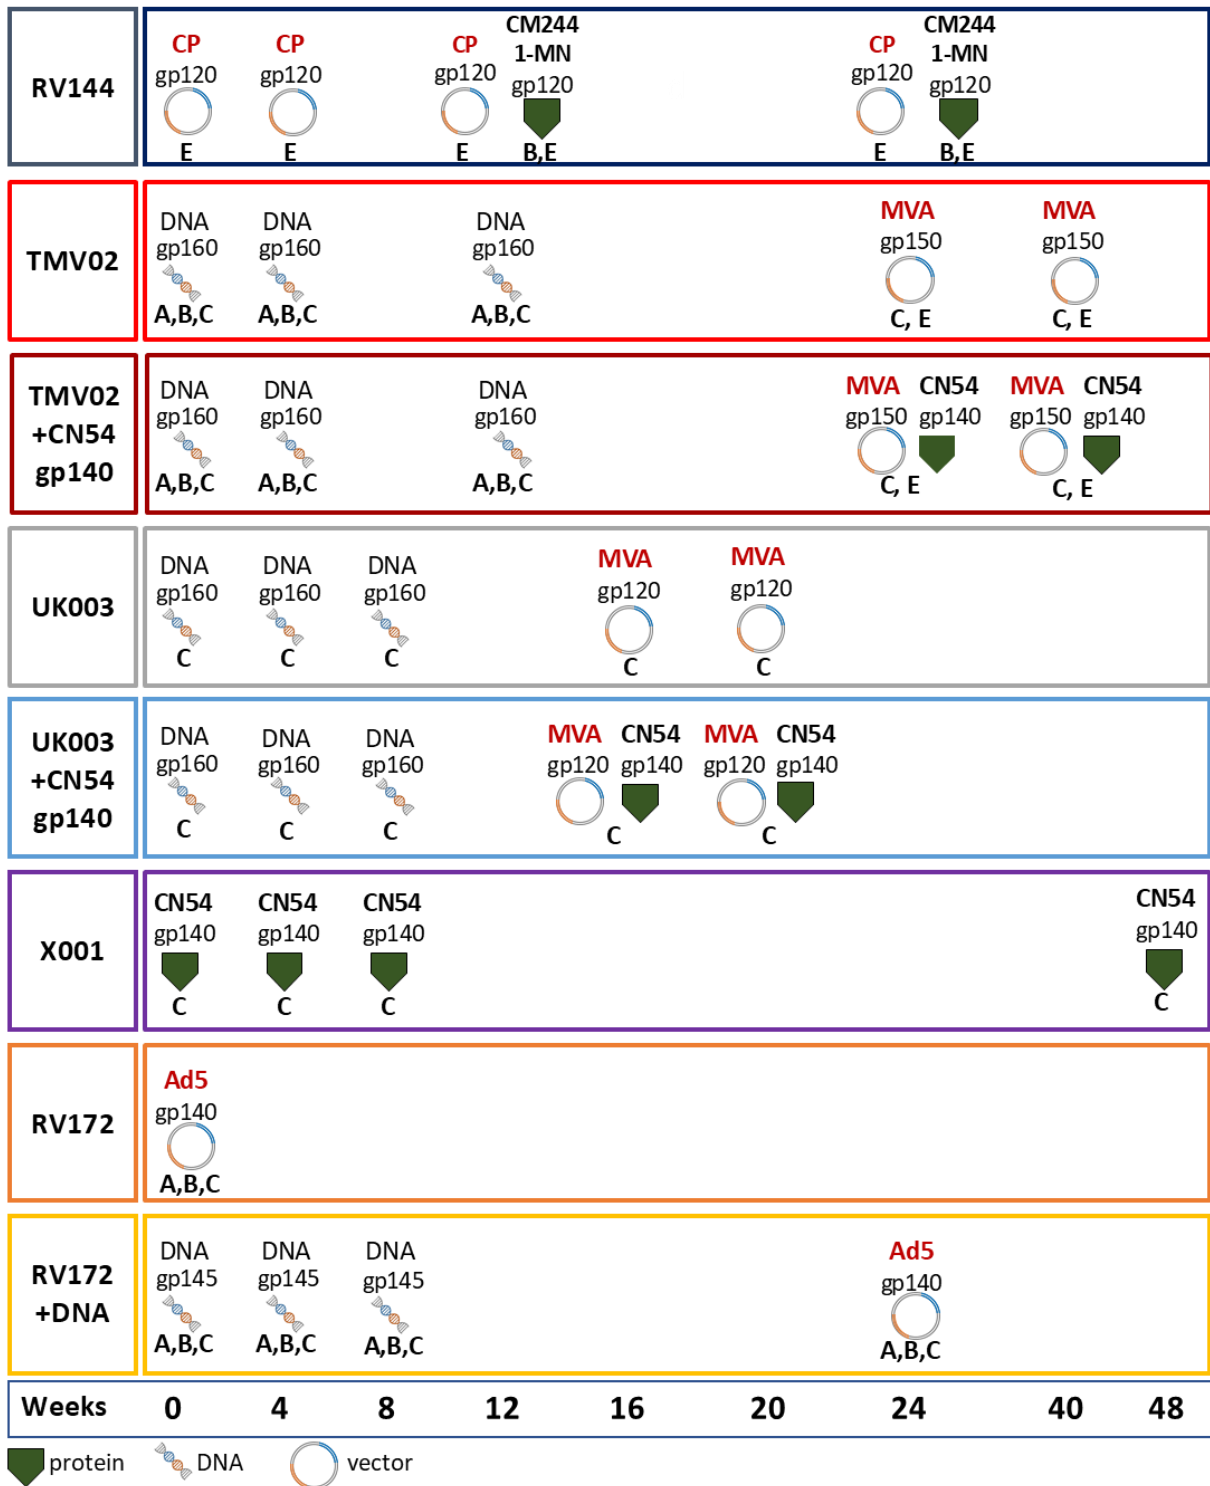 RV144
CP CP CP CM244 CP CM244
1-MN 1-MN
gp120 gp120 gp120 gp120 gp120 gp120
E E E B,E E B,E
TMV02
DNA DNA DNA MVA MVA
gp160 gp160 gp160 gp150 gp150
A,B,C A,B,C A,B,C C, E C, E
TMV02
+CN54
gp140
DNA DNA DNA MVA CN54 MVA CN54
gp160 gp160 gp160 gp150 gp140 gp150 gp140
A,B,C A,B,C A,B,C C, E C, E
UK003
DNA DNA DNA MVA MVA
gp160 gp160 gp160 gp120 gp120
C C C C C
UK003
+CN54
gp140
DNA DNA DNA MVA CN54 MVA CN54
gp160 gp160 gp160 gp120 gp140 gp120 gp140
C C C C C
X001
CN54 CN54 CN54 CN54
gp140 gp140 gp140 gp140
C C C C
RV172
Ad5
gp140
A,B,C
RV172
+DNA
DNA DNA DNA Ad5
gp145 gp145 gp145 gp140
A,B,C A,B,C A,B,C A,B,C
Weeks 0 4 8 12 16 20 24 40 48
protein DNA vector